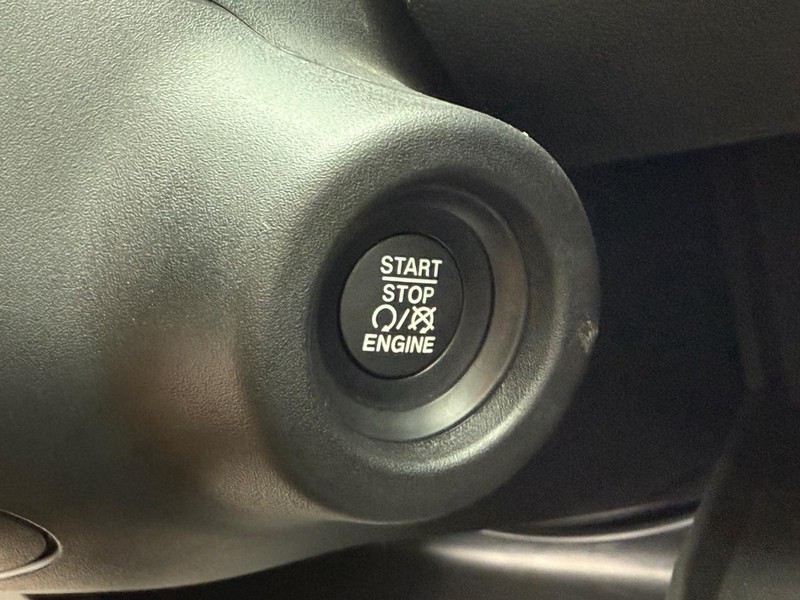 START
STOP
/
ENGINE